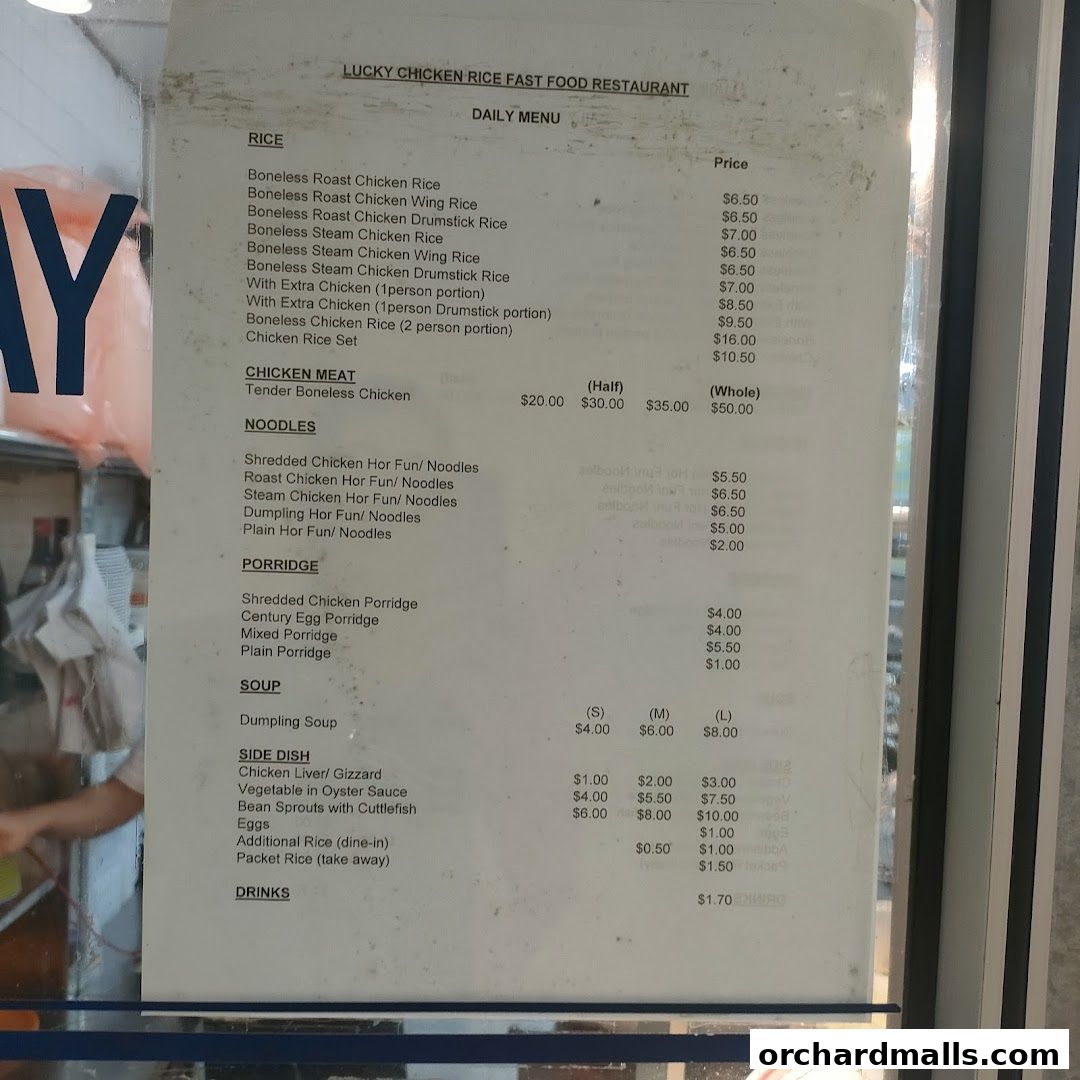 LUCKY CHICKEN RICE FAST FOOD RESTAURANT
DAILY MENU
RICE
Price
Boneless Roast Chicken Rice $6.50
Boneless Roast Chicken Wing Rice $6.50
Boneless Roast Chicken Drumstick Rice $7.00
Boneless Steam Chicken Rice $6.50
Boneless Steam Chicken Wing Rice $6.50
Boneless Steam Chicken Drumstick Rice $7.00
With Extra Chicken (1person portion) $8.50
With Extra Chicken (1person Drumstick portion) $9.50
Boneless Chicken Rice (2 person portion) $16.00
Chicken Rice Set $10.50
CHICKEN MEAT (Half) (Whole)
Tender Boneless Chicken $20.00 $30.00 $35.00 $50.00
NOODLES
Shredded Chicken Hor Fun/ Noodles $5.50
Roast Chicken Hor Fun/ Noodles $6.50
Steam Chicken Hor Fun/ Noodles $6.50
Dumpling Hor Fun/ Noodles $5.00
Plain Hor Fun/ Noodles $2.00
PORRIDGE
Shredded Chicken Porridge $4.00
Century Egg Porridge $4.00
Mixed Porridge $5.50
Plain Porridge $1.00
SOUP
(S) (M) (L)
Dumpling Soup $4.00 $6.00 $8.00
SIDE DISH
Chicken Liver/ Gizzard $1.00 $2.00 $3.00
Vegetable in Oyster Sauce $4.00 $5.50 $7.50
Bean Sprouts with Cuttlefish $6.00 $8.00 $10.00
Eggs $1.00
Additional Rice (dine-in) $0.50 $1.00
Packet Rice (take away) $1.50
DRINKS $1.70
AY
orchardmalls.com